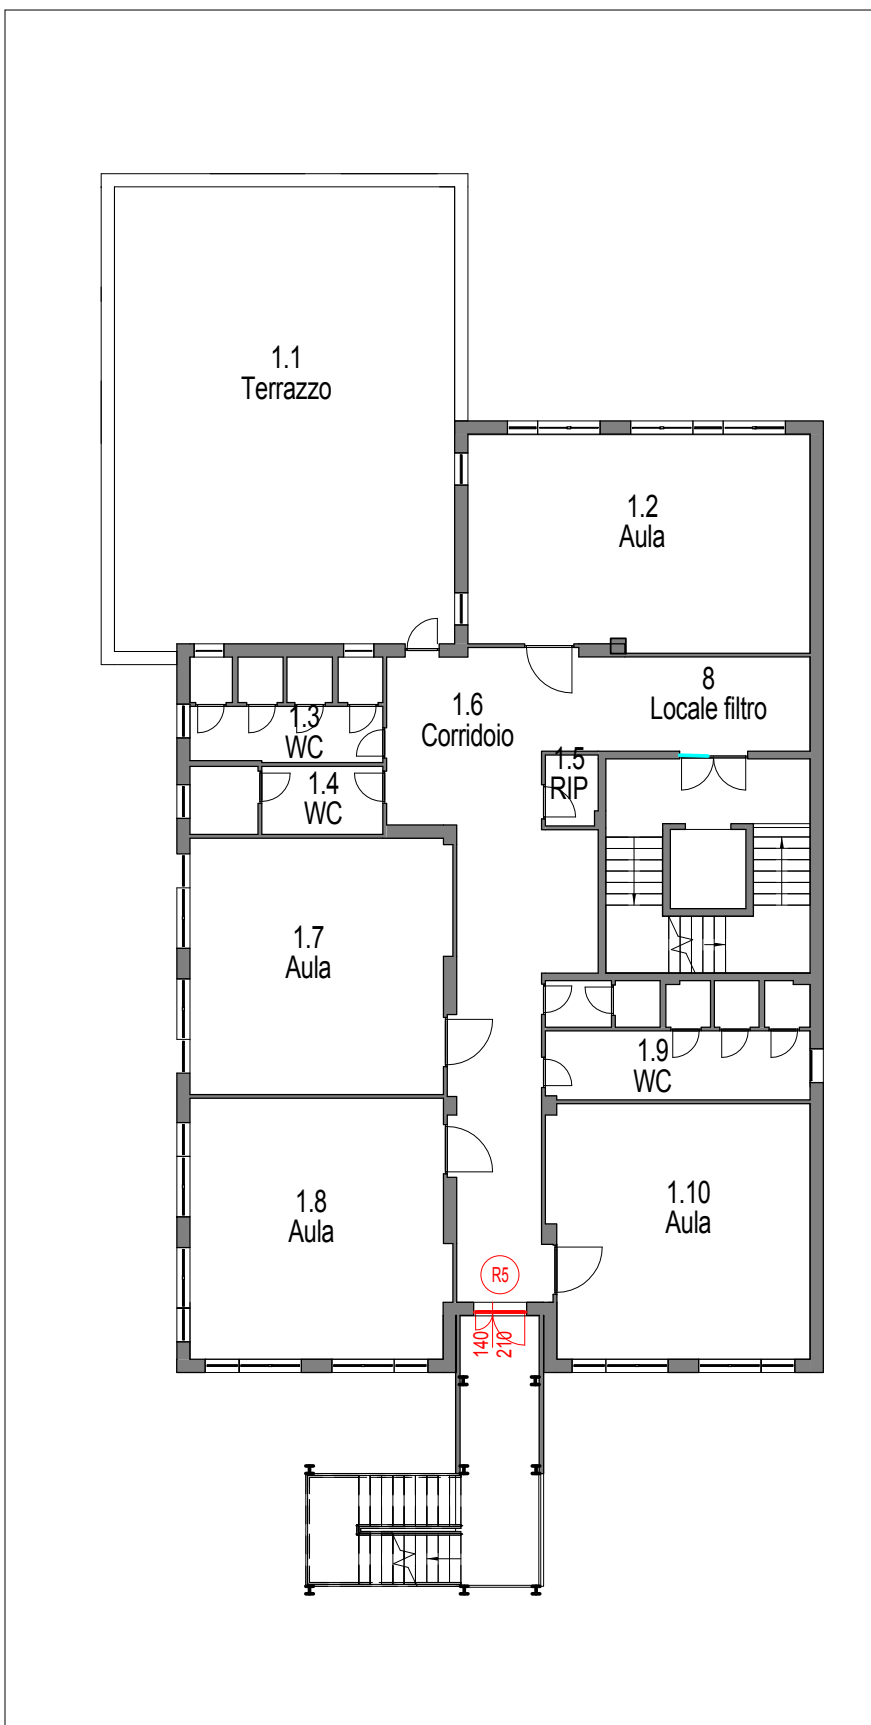 1.1
Terrazzo
1.2
Aula
8
Locale filtro
1.6
Corridoio
1.3
WC
1.5
RIP
1.4
WC
1.7
Aula
1.9
WC
1.8
Aula
1.10
Aula
R5
140
210